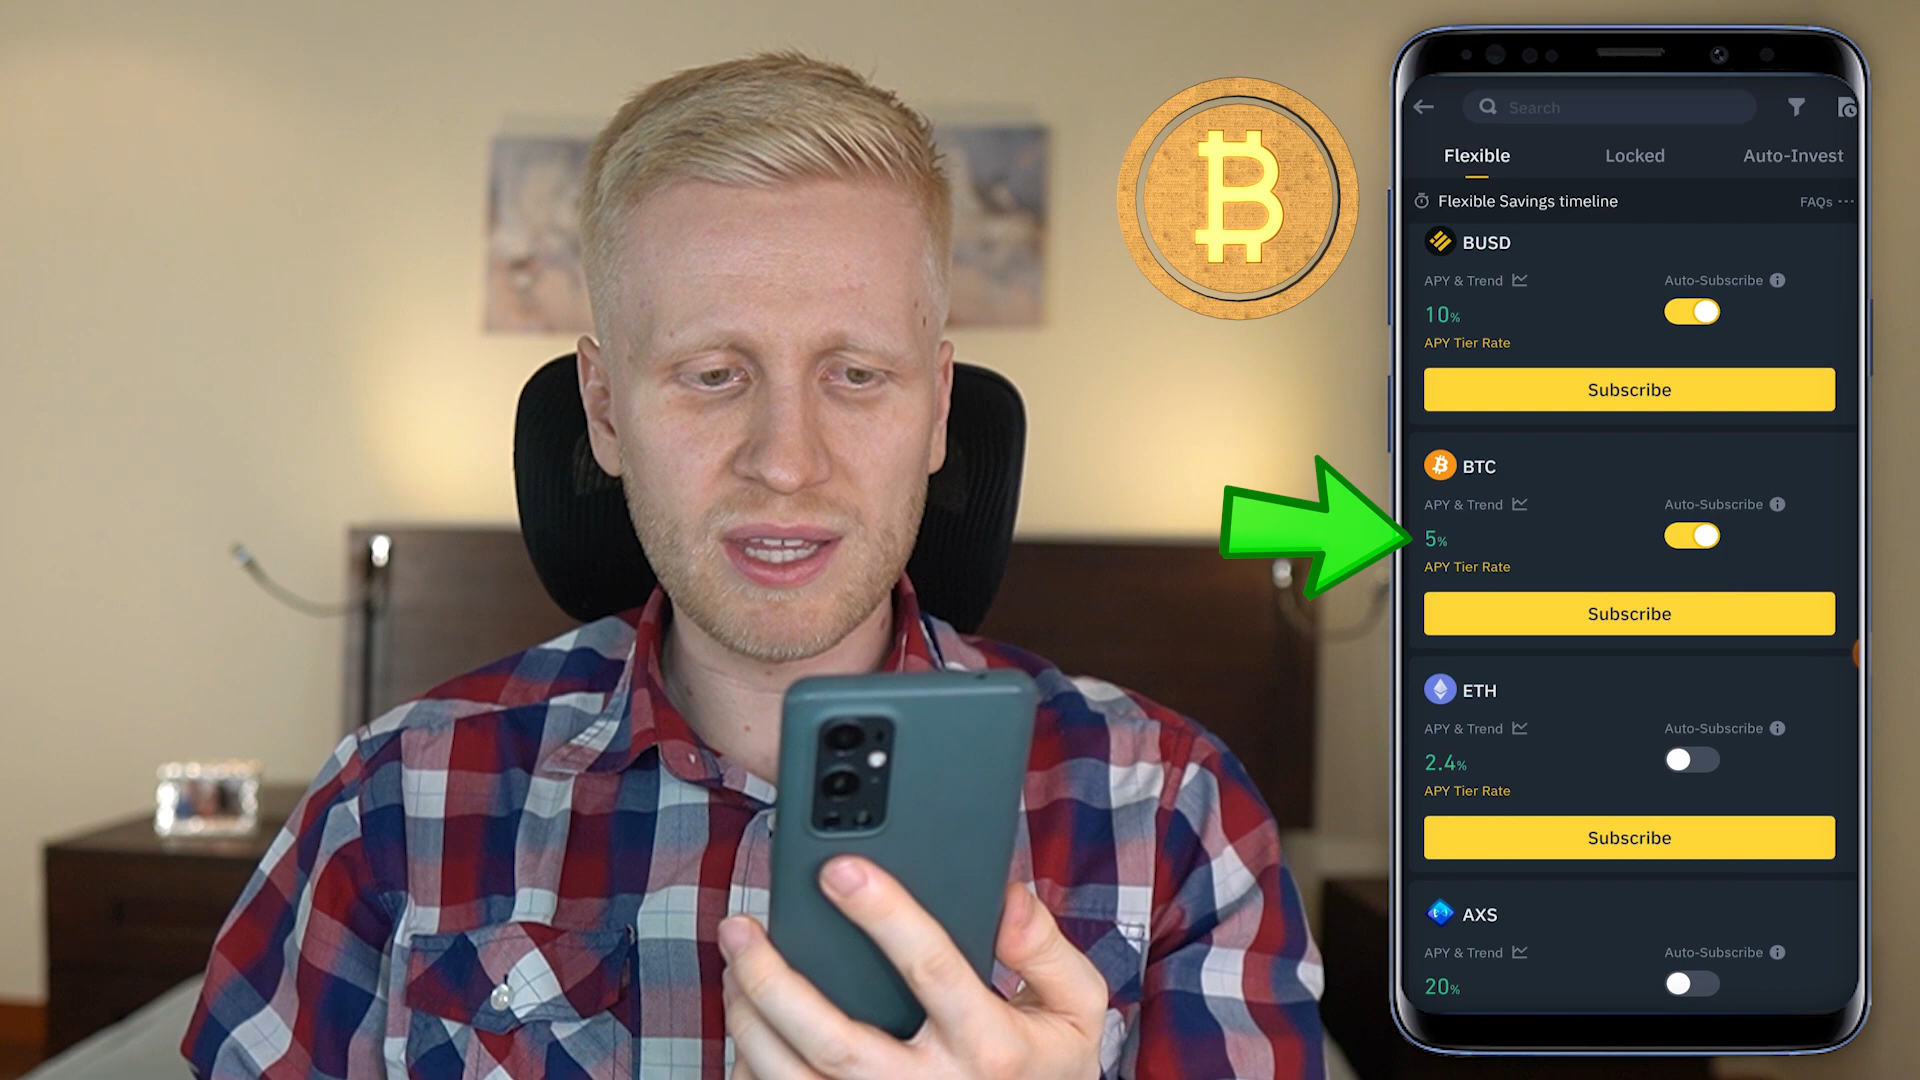 Search
Flexible Locked Auto-Invest
Flexible Savings timeline FAQs ...
BUSD
APY & Trend Auto-Subscribe
10%
APY Tier Rate
Subscribe
BTC
APY & Trend Auto-Subscribe
5%
APY Tier Rate
Subscribe
ETH
APY & Trend Auto-Subscribe
2.4%
APY Tier Rate
Subscribe
AXS
APY & Trend Auto-Subscribe
20%